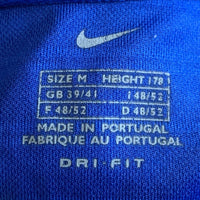 SIZE M HEIGHT 178
GB 39/41 I 48/52
F 48/52 D 48/52
MADE IN PORTUGAL
FABRIQUE AU PORTUGAL
DRI-FIT